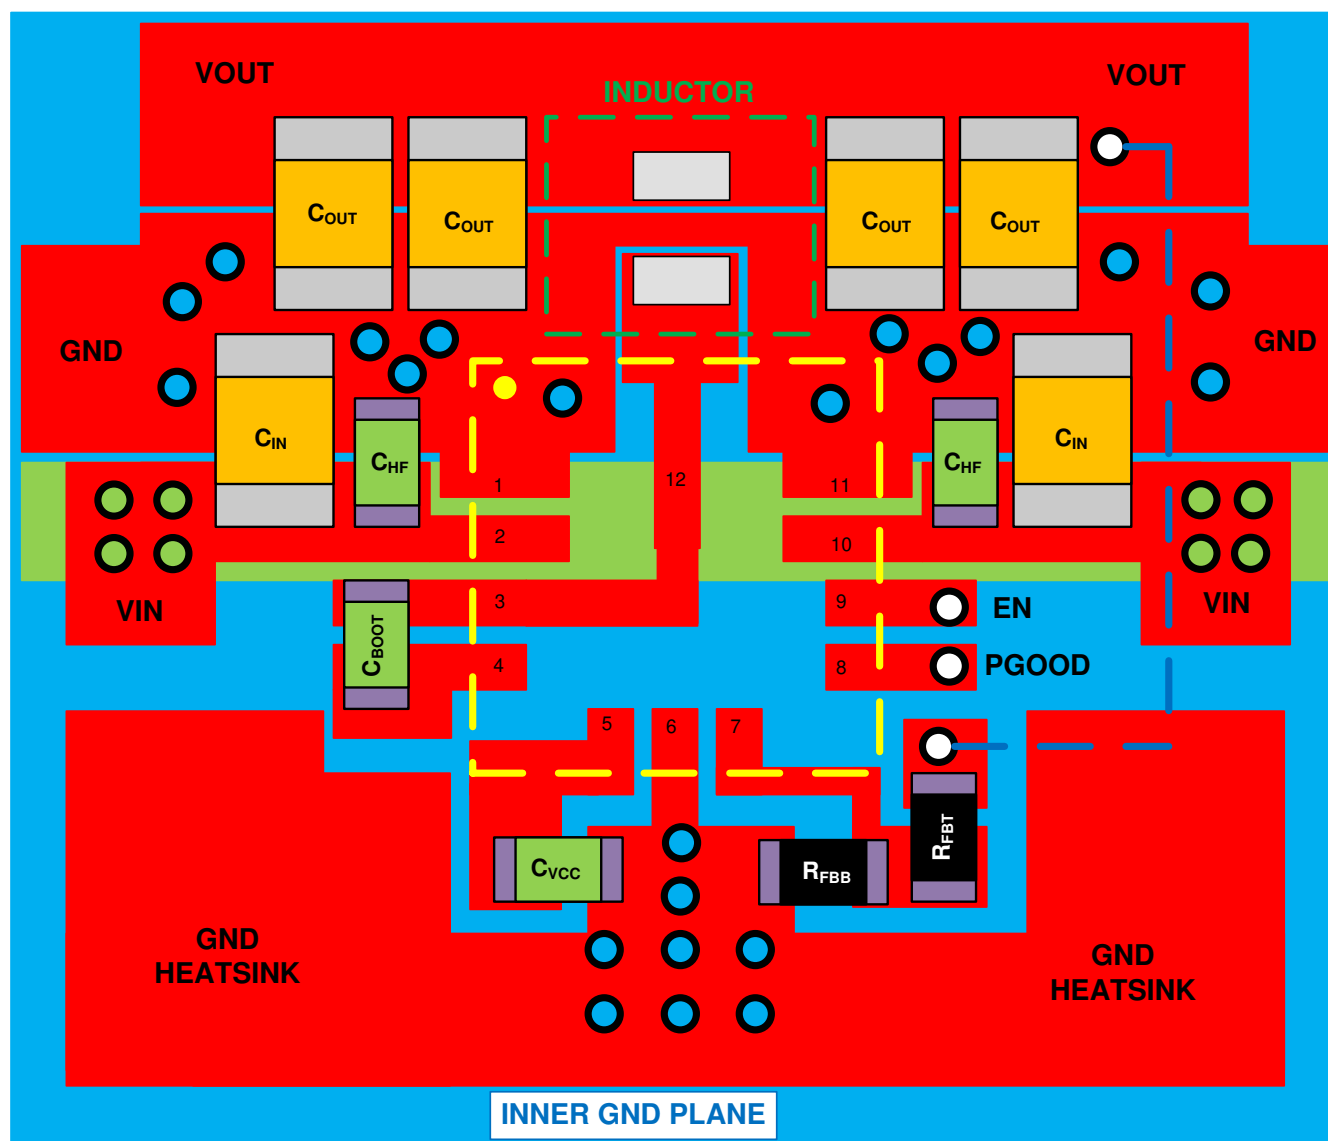 VOUT
VOUT
INDUCTOR
COUT
COUT
COUT
COUT
GND
GND
CIN
CHF
CHF
CIN
1
12
11
2
10
VIN
3
9
EN
VIN
CBOOT
4
8
PGOOD
5
6
7
CVCC
RFBB
RFBT
GND
HEATSINK
GND
HEATSINK
INNER GND PLANE